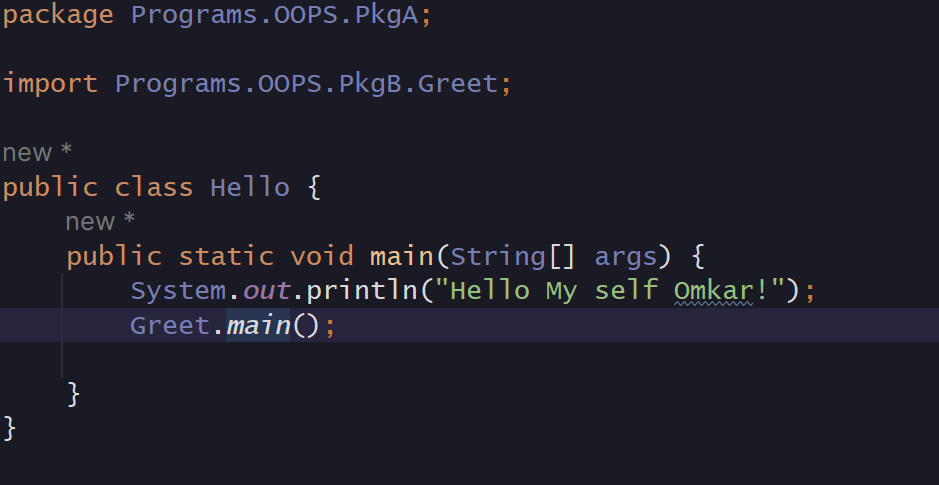 package Programs.OOPS.PkgA;
import Programs.OOPS.PkgB.Greet;
new *
public class Hello {
new *
public static void main(String[] args) {
System.out.println("Hello My self Omkar!");
Greet.main();
}
}